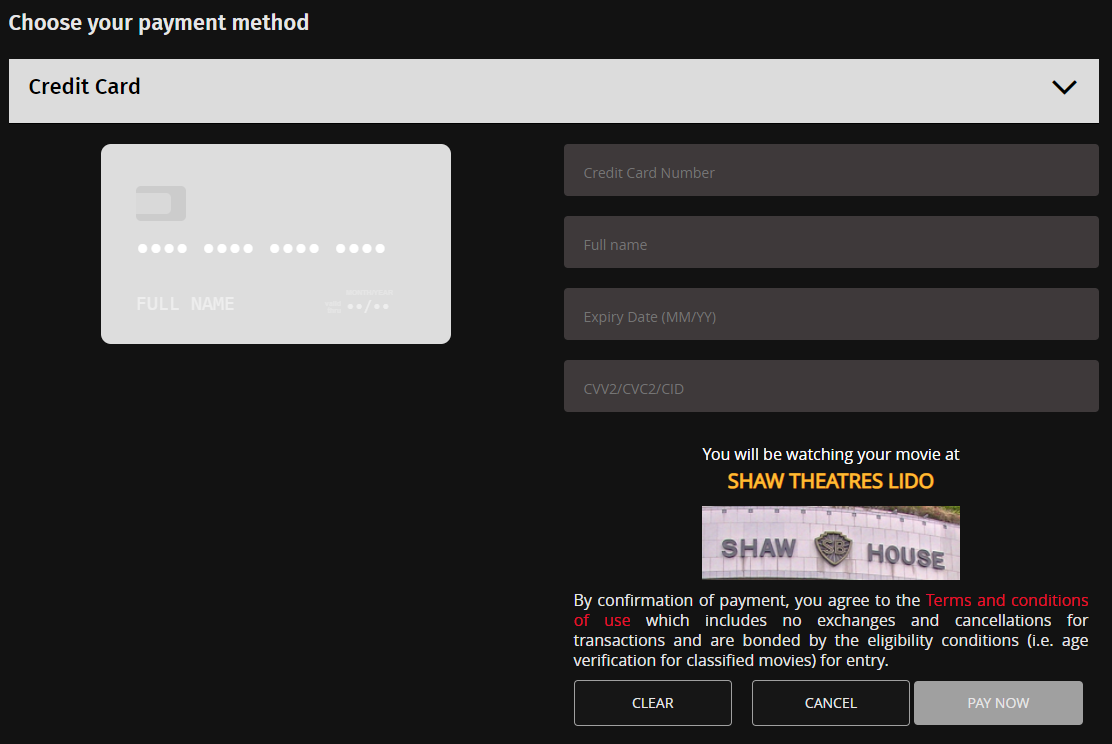 Choose your payment method
Credit Card
Credit Card Number
FULL NAME
••/••
Full name
Expiry Date (MM/YY)
CVV2/CVC2/CID
You will be watching your movie at
SHAW THEATRES LIDO
SHAW SB HOUSE
By confirmation of payment, you agree to the Terms and conditions
of use which includes no exchanges and cancellations for
transactions and are bonded by the eligibility conditions (i.e. age
verification for classified movies) for entry.
CLEAR
CANCEL
PAY NOW